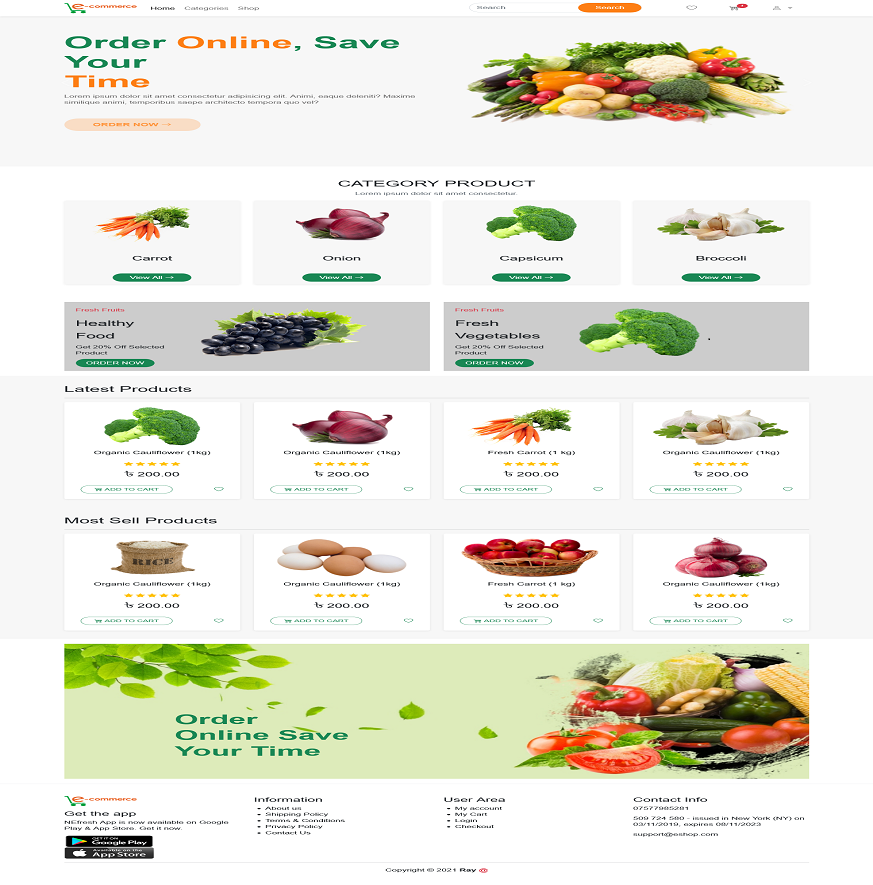 e-commerce Home Categories Shop Search Search
Order Online, Save
Your
Time
Lorem ipsum dolor sit amet consectetur adipisicing elit. Animi, eaque deleniti? Maxime
similique animi, temporibus saepe architecto tempora quo vel?
ORDER NOW →
CATEGORY PRODUCT
Lorem ipsum dolor sit amet consectetur.
Carrot Onion Capsicum Broccoli
View All → View All → View All → View All →
Fresh Fruits
Healthy
Food
Get 20% Off Selected
Product
ORDER NOW
Fresh Fruits
Fresh
Vegetables
Get 20% Off Selected
Product
ORDER NOW
Latest Products
Organic Cauliflower (1kg) Organic Cauliflower (1kg) Fresh Carrot (1 kg) Organic Cauliflower (1kg)
৳ 200.00 ৳ 200.00 ৳ 200.00 ৳ 200.00
ADD TO CART ADD TO CART ADD TO CART ADD TO CART
Most Sell Products
RICE
Organic Cauliflower (1kg) Organic Cauliflower (1kg) Fresh Carrot (1 kg) Organic Cauliflower (1kg)
৳ 200.00 ৳ 200.00 ৳ 200.00 ৳ 200.00
ADD TO CART ADD TO CART ADD TO CART ADD TO CART
Order
Online Save
Your Time
e-commerce
Get the app
NEfresh App is now available on Google
Play & App Store. Get it now.
GET IT ON
Google Play
Available on the
App Store
Information
About us
Shipping Policy
Terms & Conditions
Privacy Policy
Contact Us
User Area
My account
My Cart
Login
Checkout
Contact Info
07577985281
509 724 580 - issued in New York (NY) on
03/11/2019, expires 08/11/2023
support@eshop.com
Copyright © 2021 Ray